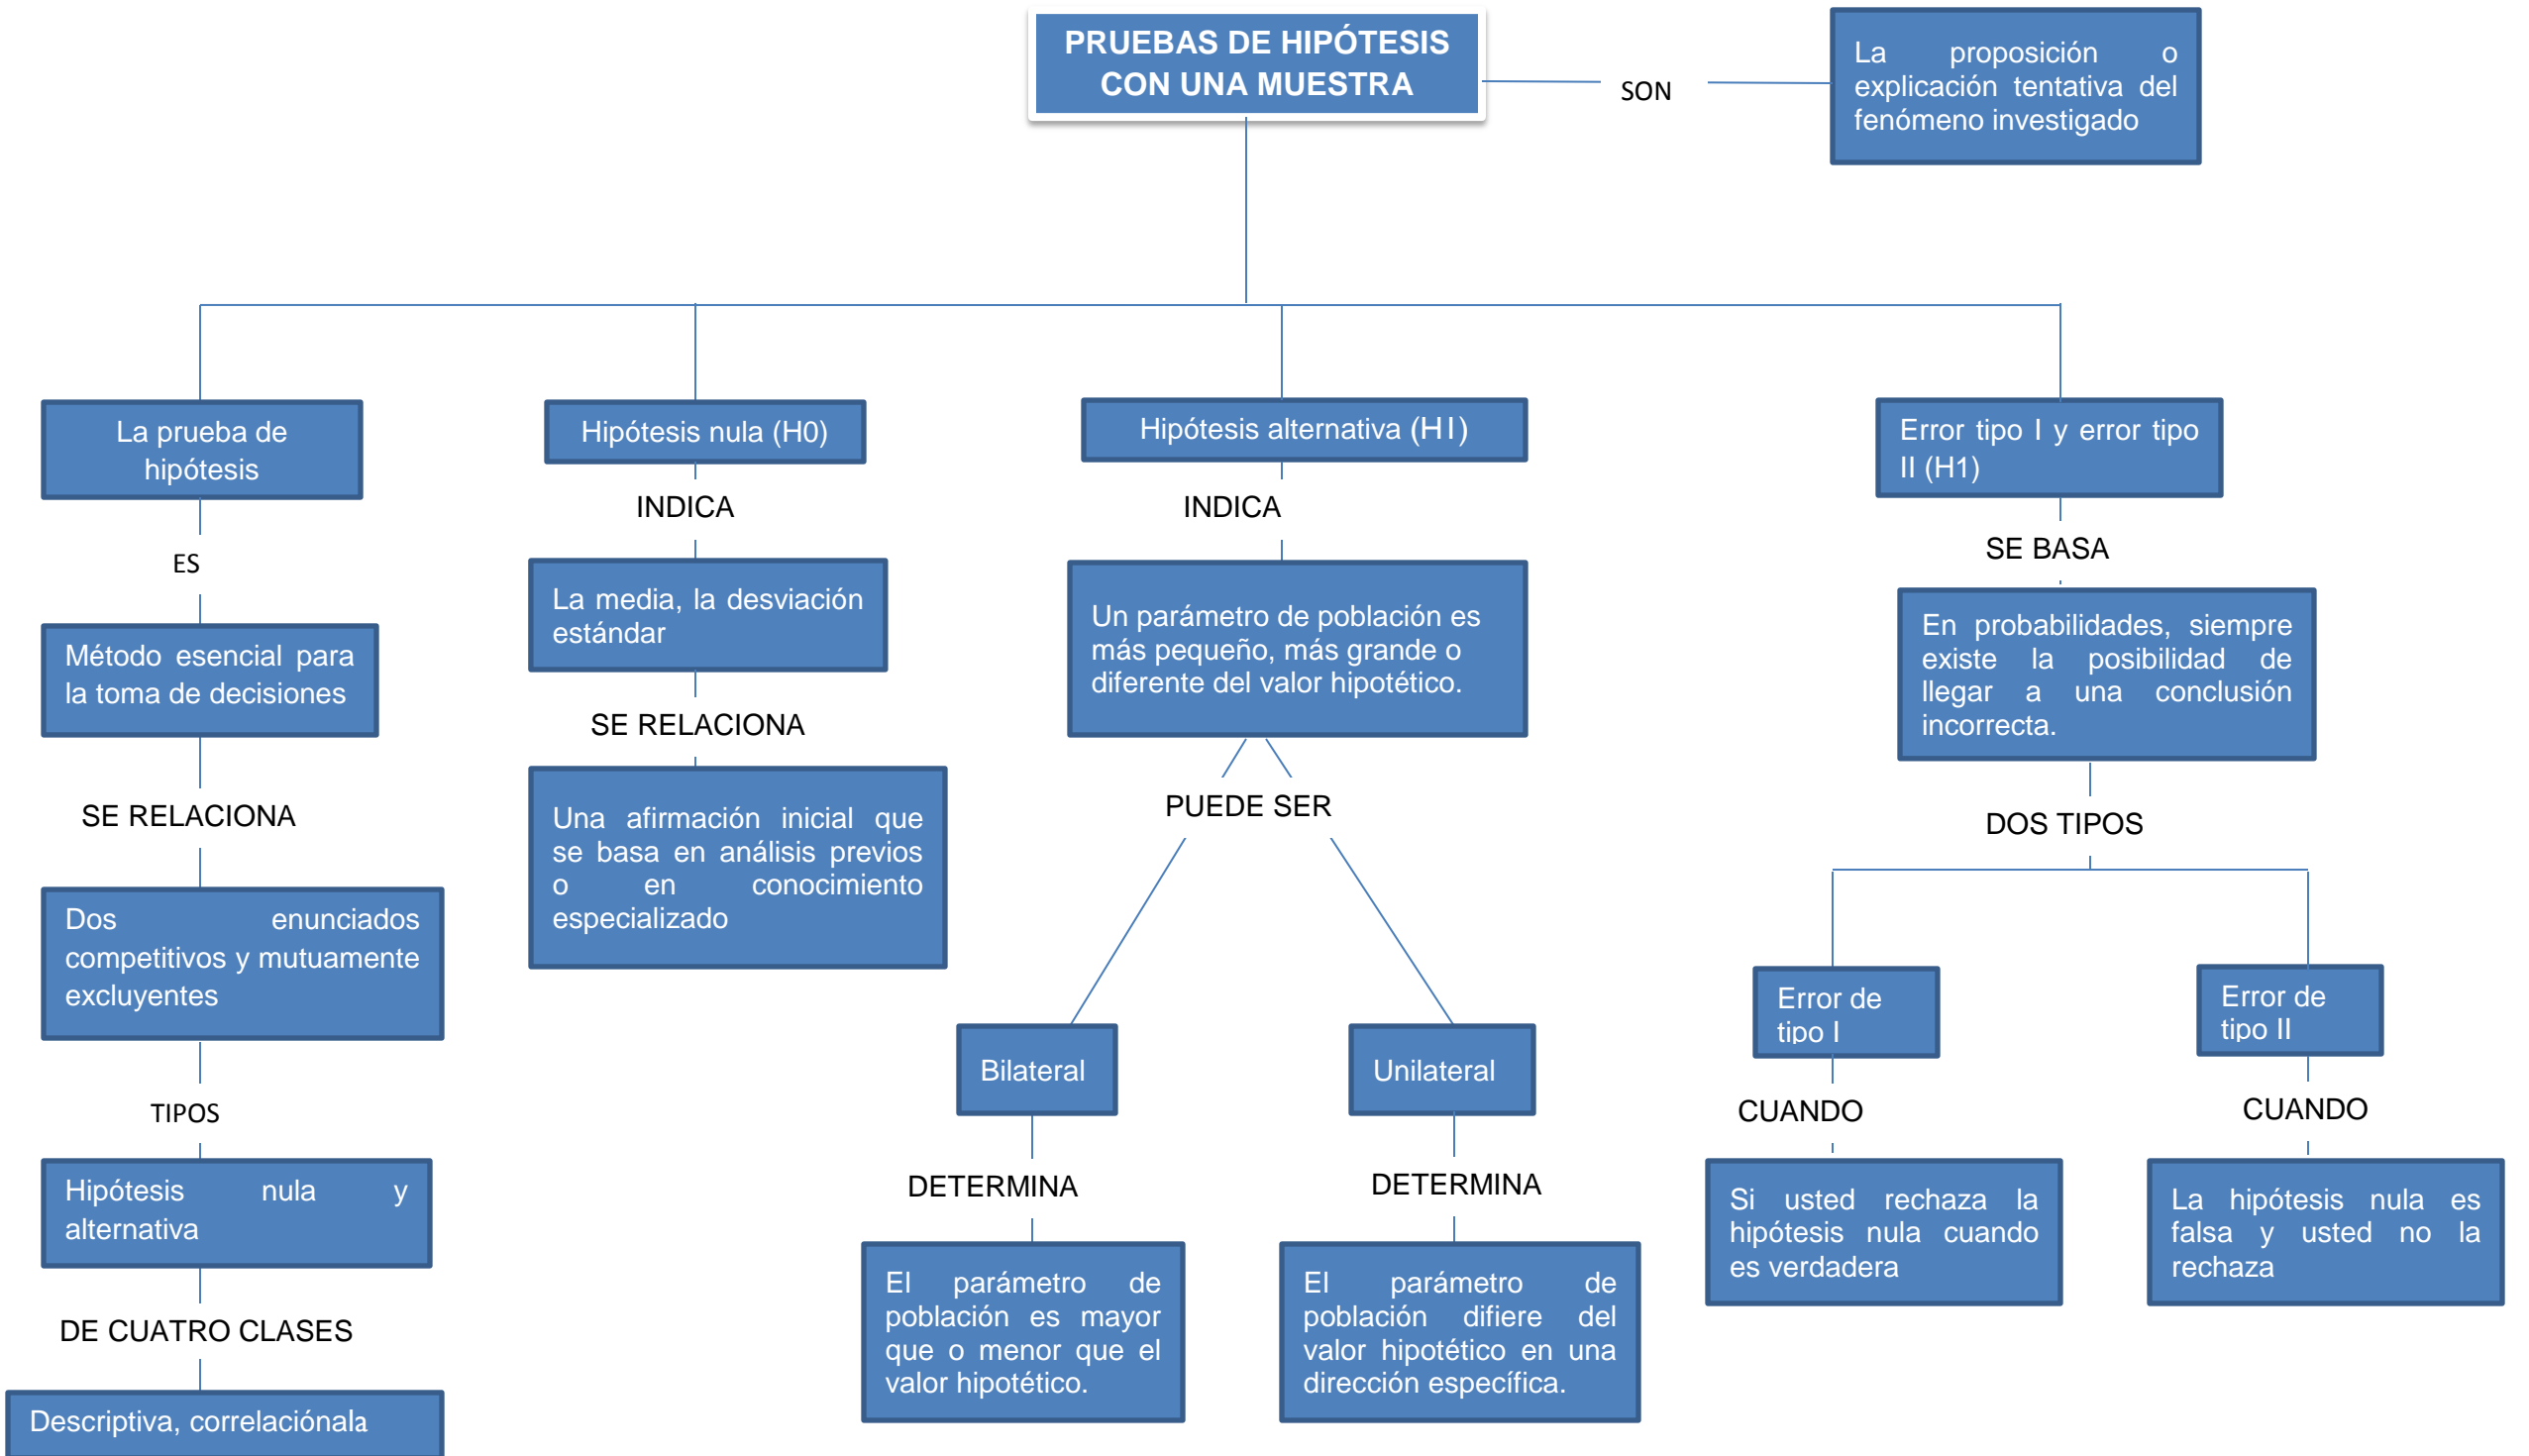 PRUEBAS DE HIPÓTESIS
CON UNA MUESTRA
SON
La proposición o
explicación tentativa del
fenómeno investigado
La prueba de
hipótesis
ES
Método esencial para
la toma de decisiones
SE RELACIONA
Dos enunciados
competitivos y mutuamente
excluyentes
TIPOS
Hipótesis nula y
alternativa
DE CUATRO CLASES
Descriptiva, correlaciónala
Hipótesis nula (H0)
INDICA
La media, la desviación
estándar
SE RELACIONA
Una afirmación inicial que
se basa en análisis previos
o en conocimiento
especializado
Hipótesis alternativa (HI)
INDICA
Un parámetro de población es
más pequeño, más grande o
diferente del valor hipotético.
PUEDE SER
Bilateral
DETERMINA
El parámetro de
población es mayor
que o menor que el
valor hipotético.
Unilateral
DETERMINA
El parámetro de
población difiere del
valor hipotético en una
dirección específica.
Error tipo I y error tipo
II (H1)
SE BASA
En probabilidades, siempre
existe la posibilidad de
llegar a una conclusión
incorrecta.
DOS TIPOS
Error de
tipo I
CUANDO
Si usted rechaza la
hipótesis nula cuando
es verdadera
Error de
tipo II
CUANDO
La hipótesis nula es
falsa y usted no la
rechaza